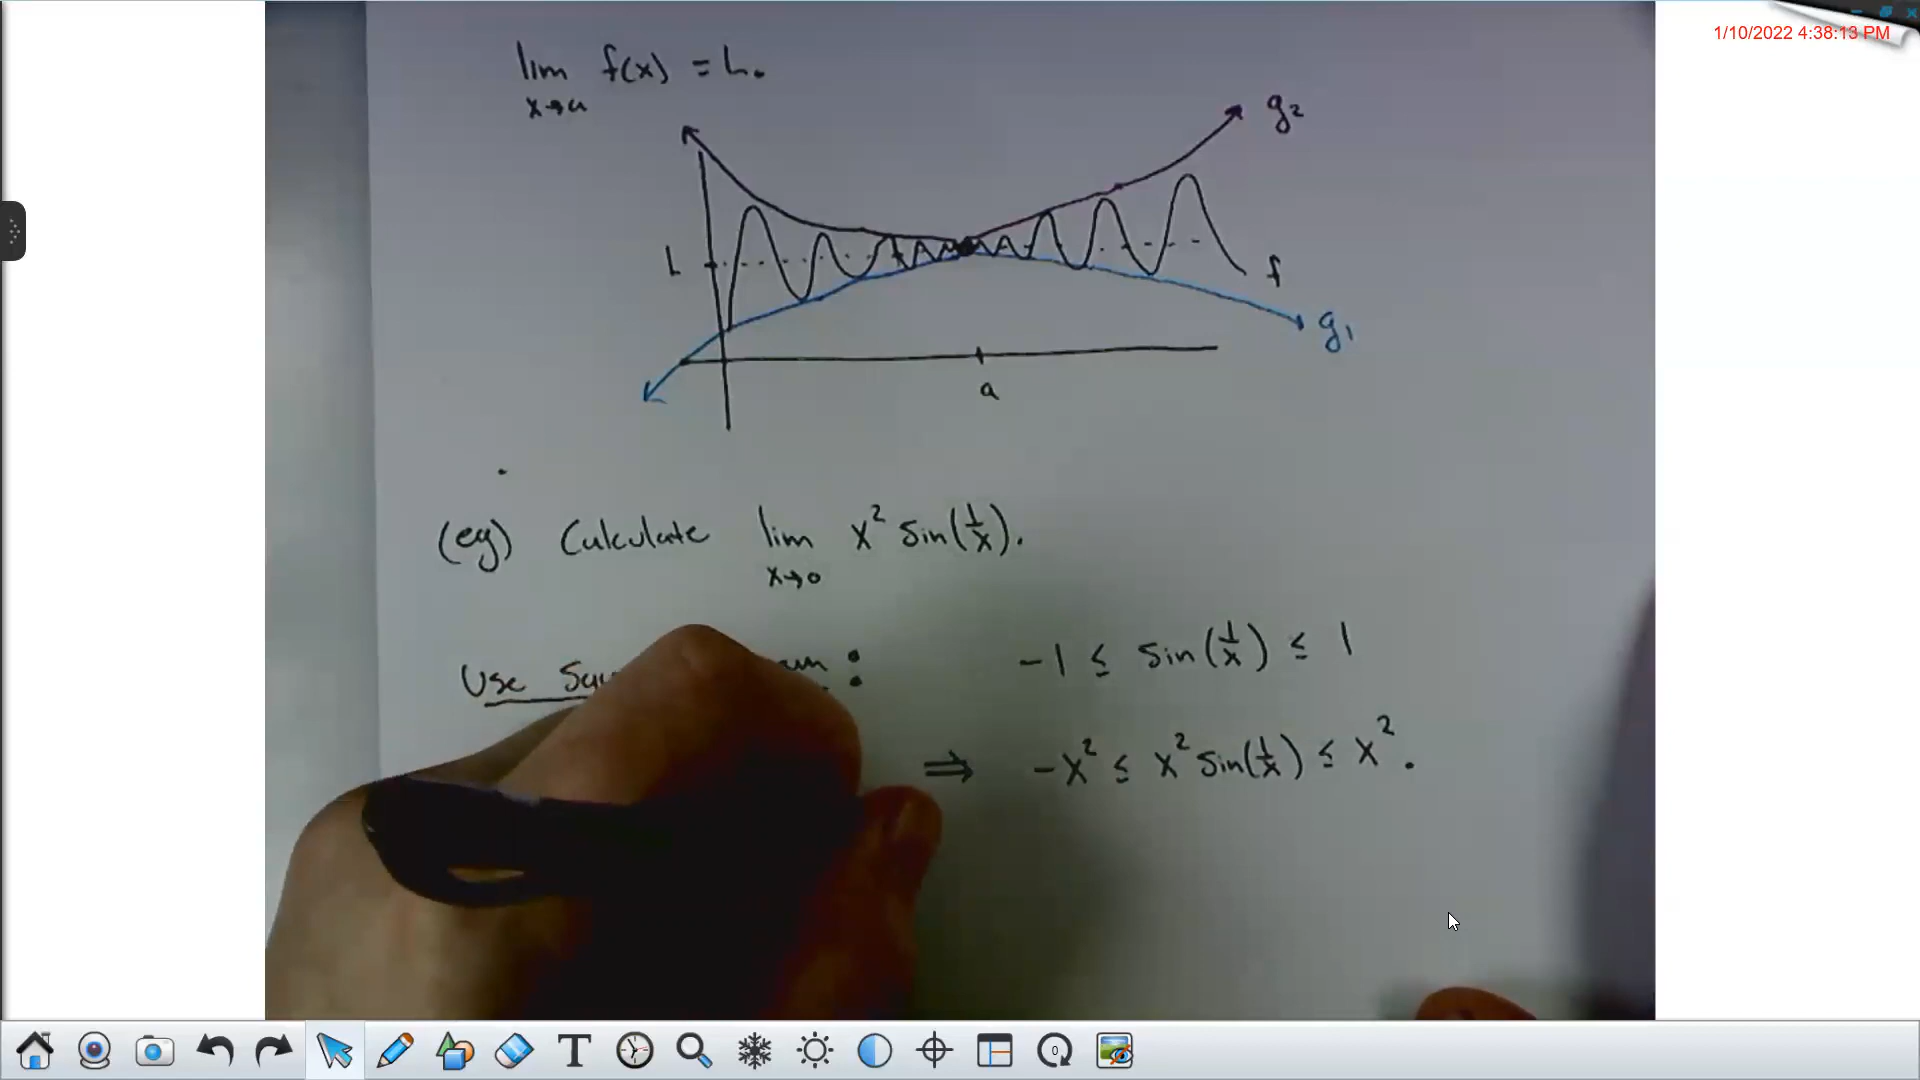 1/10/2022 4:38:13 PM
lim f(x) = L.
x→a
g₂
L
f
g₁
a
(eg) Calculate lim x² sin(1/x).
x→0
Use :
-1 ≤ sin(1/x) ≤ 1
⇒ -x² ≤ x² sin(1/x) ≤ x².
T
0